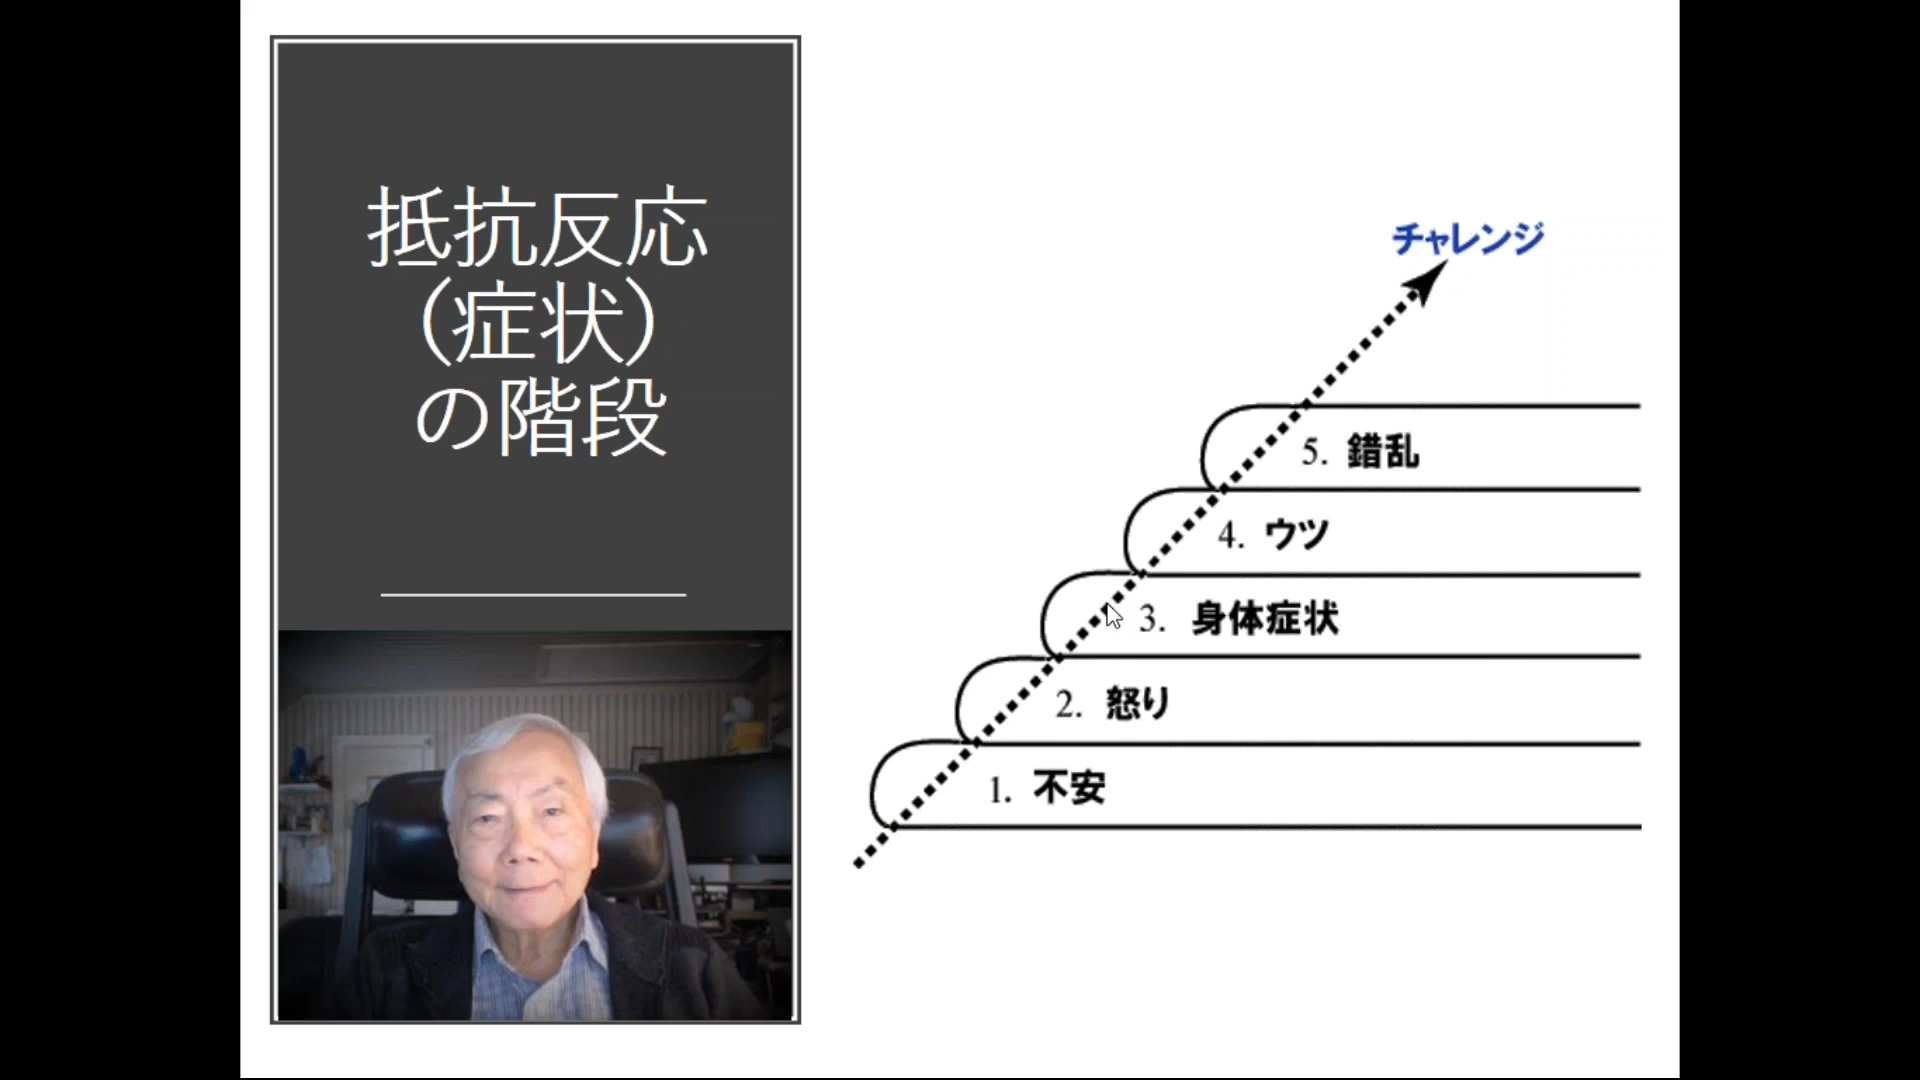 抵抗反応
（症状）
の階段
チャレンジ
5. 錯乱
4. ウツ
3. 身体症状
2. 怒り
1. 不安